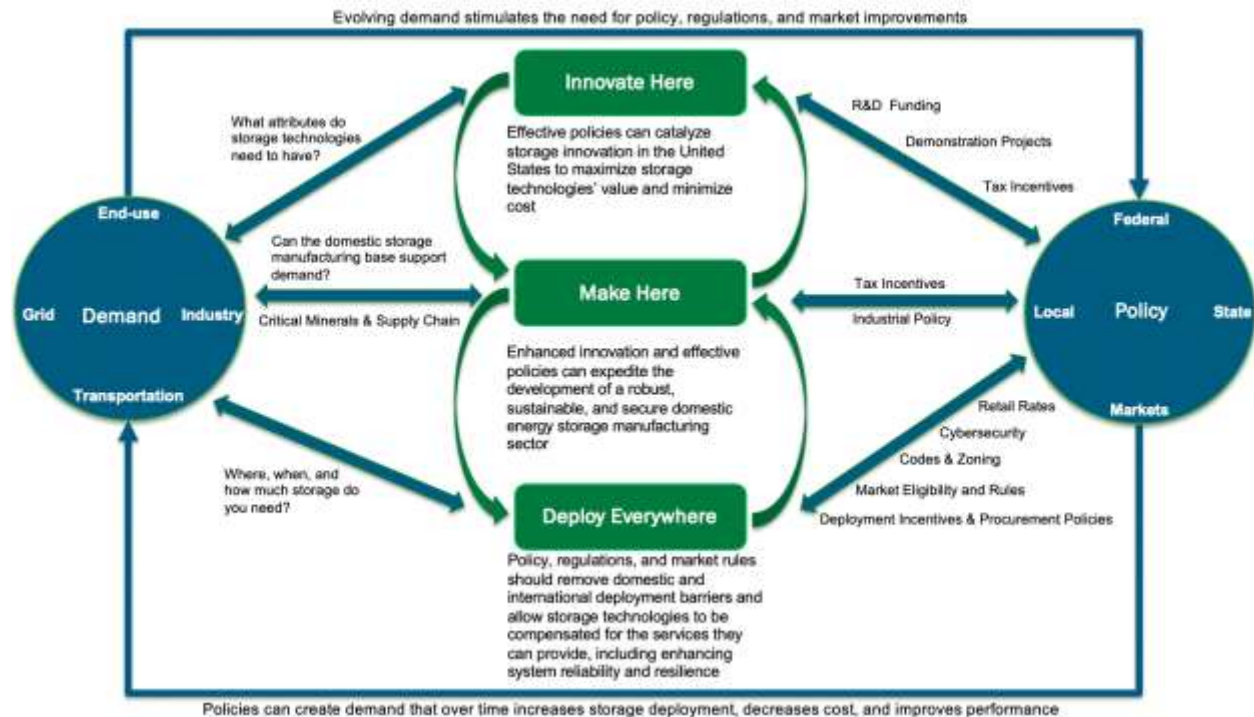 Evolving demand stimulates the need for policy, regulations, and market improvements
Innovate Here
Effective policies can catalyze
storage innovation in the United
States to maximize storage
technologies' value and minimize
cost
What attributes do
storage technologies
need to have?
R&D Funding
Demonstration Projects
Tax Incentives
End-use
Grid
Demand
Industry
Transportation
Can the domestic storage
manufacturing base support
demand?
Critical Minerals & Supply Chain
Make Here
Enhanced innovation and effective
policies can expedite the
development of a robust,
sustainable, and secure domestic
energy storage manufacturing
sector
Tax Incentives
Industrial Policy
Federal
Local
Policy
State
Markets
Where, when, and
how much storage do
you need?
Deploy Everywhere
Policy, regulations, and market rules
should remove domestic and
international deployment barriers and
allow storage technologies to be
compensated for the services they
can provide, including enhancing
system reliability and resilience
Retail Rates
Cybersecurity
Codes & Zoning
Market Eligibility and Rules
Deployment Incentives & Procurement Policies
Policies can create demand that over time increases storage deployment, decreases cost, and improves performance